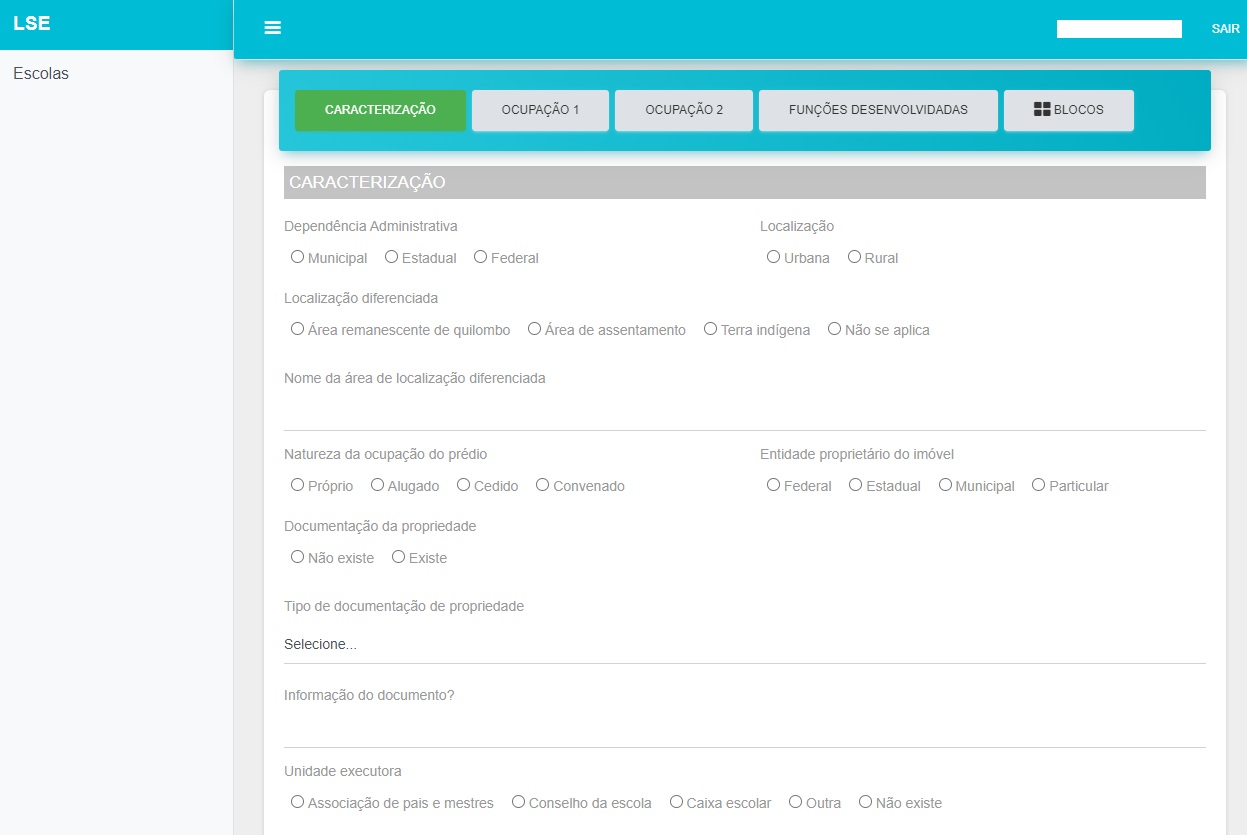 LSE
SAIR
Escolas
CARACTERIZAÇÃO OCUPAÇÃO 1 OCUPAÇÃO 2 FUNÇÕES DESENVOLVIDADAS BLOCOS
CARACTERIZAÇÃO
Dependência Administrativa Localização
Municipal Estadual Federal Urbana Rural
Localização diferenciada
Área remanescente de quilombo Área de assentamento Terra indígena Não se aplica
Nome da área de localização diferenciada
Natureza da ocupação do prédio Entidade proprietário do imóvel
Próprio Alugado Cedido Convenado Federal Estadual Municipal Particular
Documentação da propriedade
Não existe Existe
Tipo de documentação de propriedade
Selecione...
Informação do documento?
Unidade executora
Associação de pais e mestres Conselho da escola Caixa escolar Outra Não existe